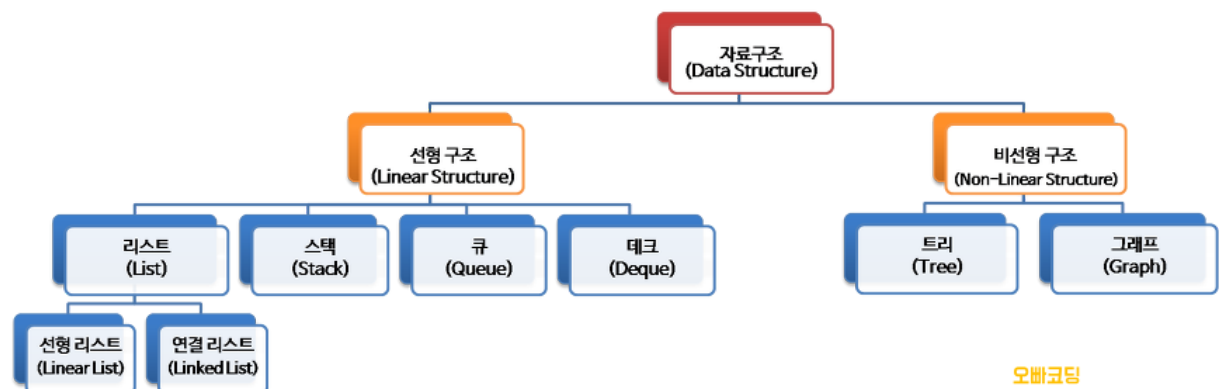 자료구조
(Data Structure)
선형 구조
(Linear Structure)
비선형 구조
(Non-Linear Structure)
리스트
(List)
스택
(Stack)
큐
(Queue)
데크
(Deque)
트리
(Tree)
그래프
(Graph)
선형 리스트
(Linear List)
연결 리스트
(Linked List)
오빠코딩